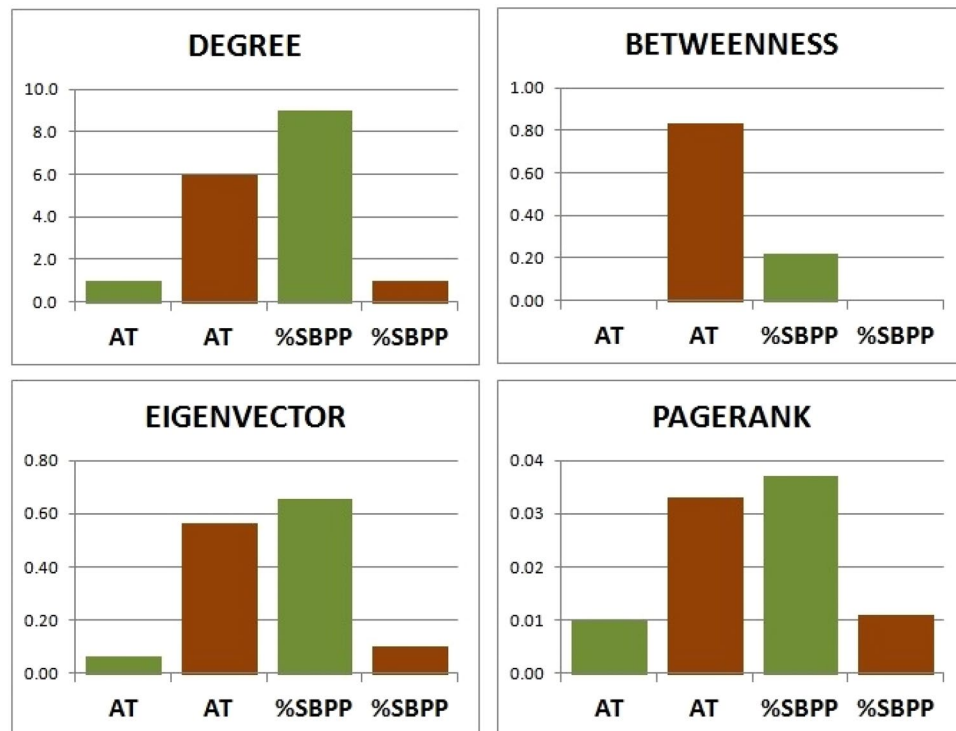 DEGREE
10.0
8.0
6.0
4.0
2.0
0.0
AT AT %SBPP %SBPP
BETWEENNESS
1.00
0.80
0.60
0.40
0.20
0.00
AT AT %SBPP %SBPP
EIGENVECTOR
0.80
0.60
0.40
0.20
0.00
AT AT %SBPP %SBPP
PAGERANK
0.04
0.03
0.02
0.01
0.00
AT AT %SBPP %SBPP